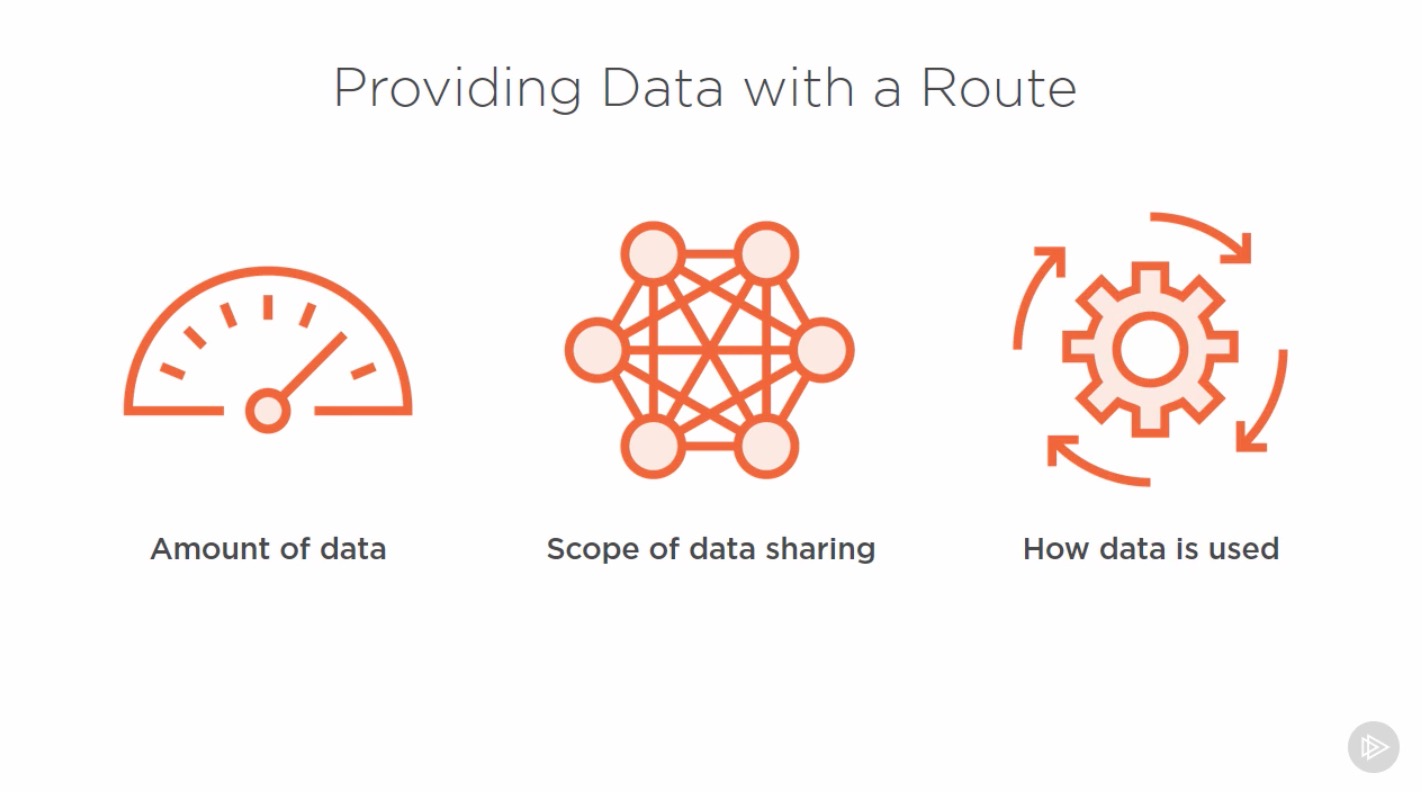 Providing Data with a Route
Amount of data
Scope of data sharing
How data is used